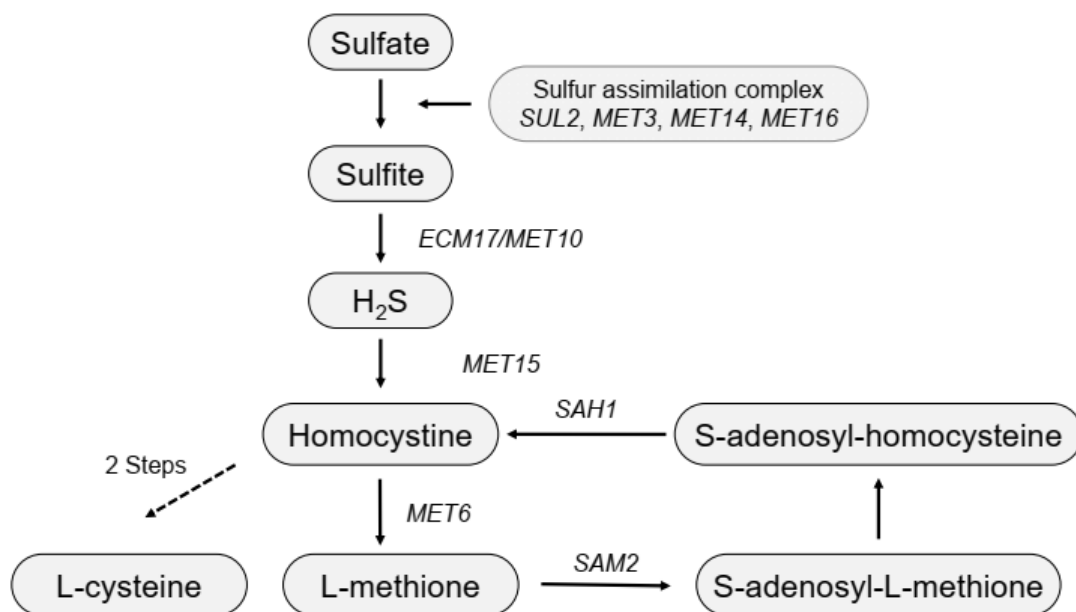 Sulfate
Sulfur assimilation complex
SUL2, MET3, MET14, MET16
Sulfite
ECM17/MET10
H₂S
MET15
SAH1
Homocystine
S-adenosyl-homocysteine
2 Steps
MET6
SAM2
L-cysteine
L-methione
S-adenosyl-L-methione